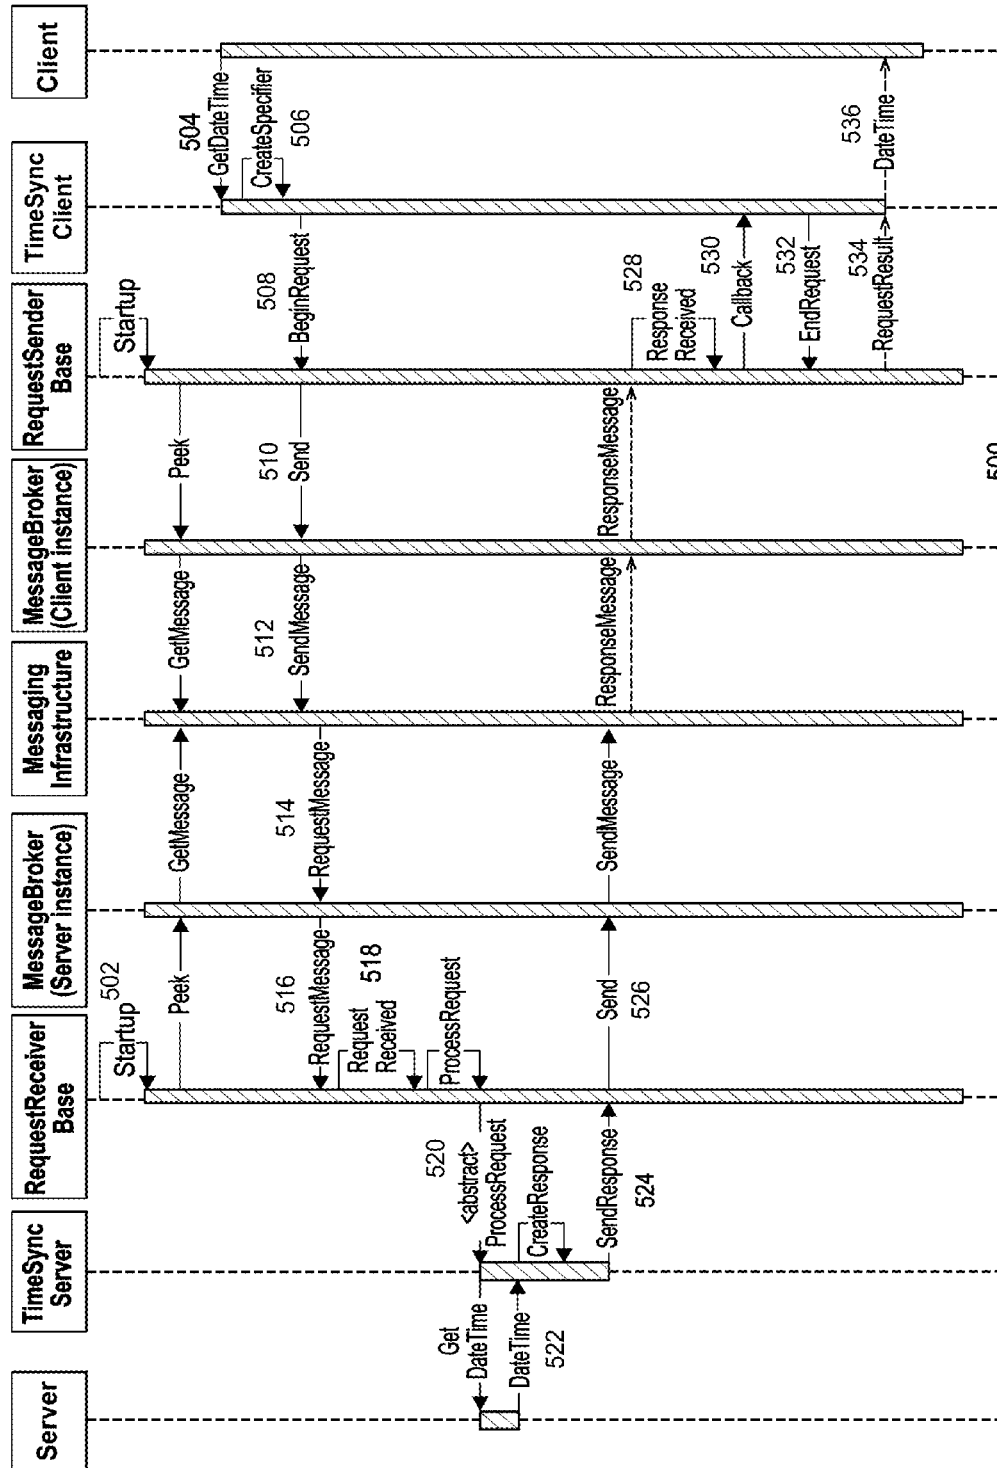 Server
TimeSync
Server
RequestReceiver
Base
MessageBroker
(Server instance)
Messaging
Infrastructure
MessageBroker
(Client instance)
RequestSender
Base
TimeSync
Client
Client
Startup
502
Startup
Peek
GetMessage
GetMessage
Peek
504
GetDateTime
CreateSpecifier
506
508
BeginRequest
510
Send
512
SendMessage
514
RequestMessage
516
RequestMessage
Request
Received
518
ProcessRequest
520
<abstract>
ProcessRequest
Get
DateTime
DateTime
522
CreateResponse
SendResponse
524
Send
526
SendMessage
ResponseMessage
ResponseMessage
528
Response
Received
530
Callback
532
EndRequest
534
RequestResult
536
DateTime
500